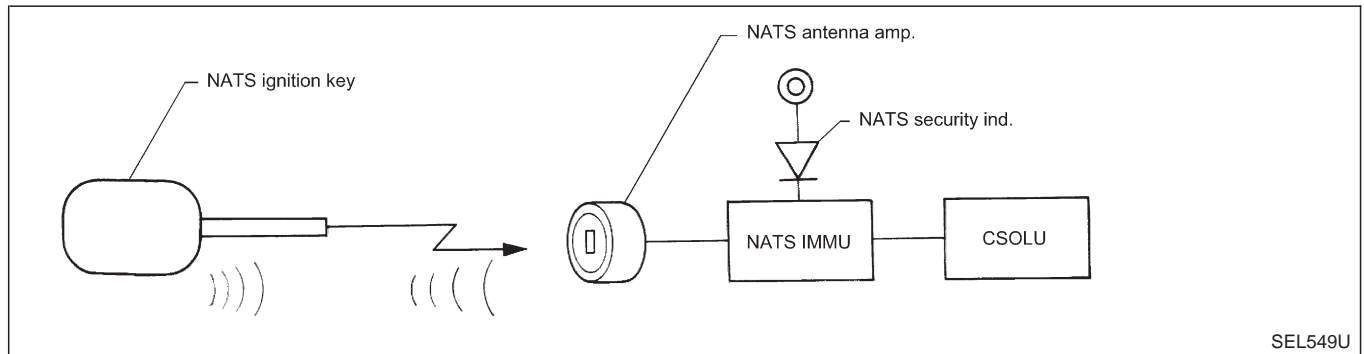 NATS antenna amp.
NATS ignition key
NATS security ind.
NATS IMMU
CSOLU
SEL549U